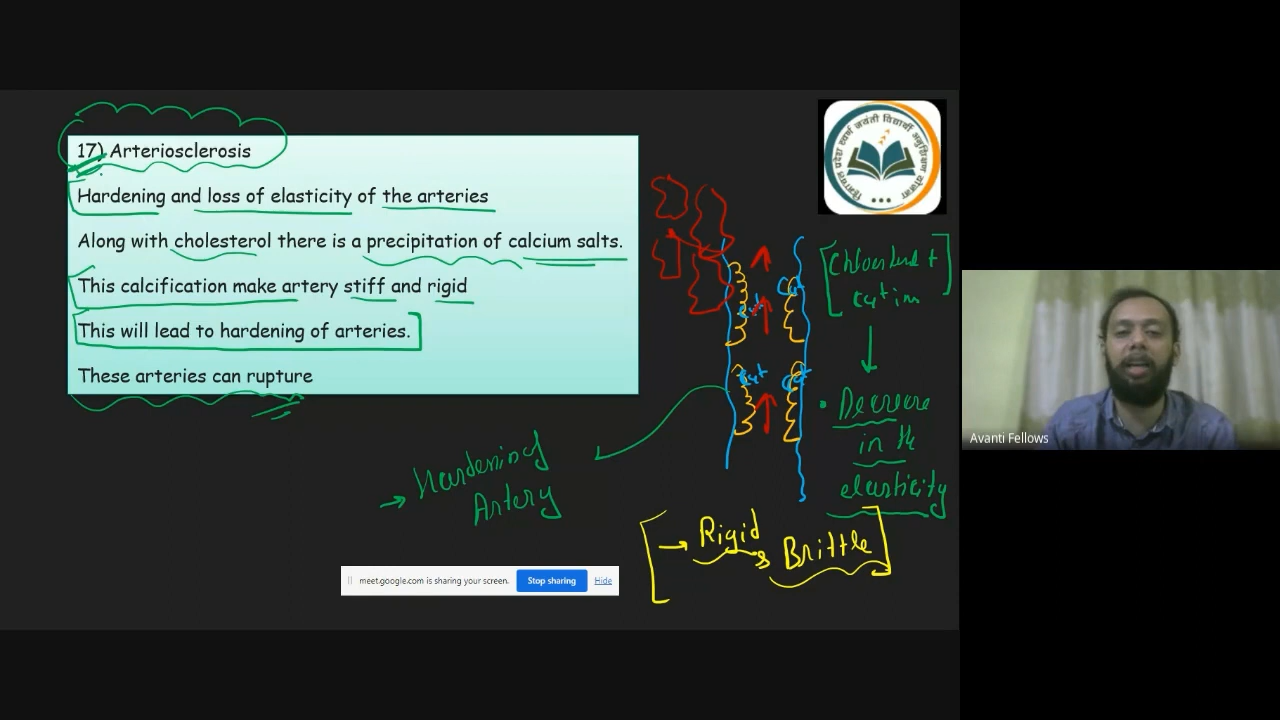 17) Arteriosclerosis
Hardening and loss of elasticity of the arteries
Along with cholesterol there is a precipitation of calcium salts.
This calcification make artery stiff and rigid
This will lead to hardening of arteries.
These arteries can rupture
Decrease
in the
elasticity
Hardening of
Artery
Rigid
Brittle
meet.google.com is sharing your screen. Stop sharing Hide
Avanti Fellows